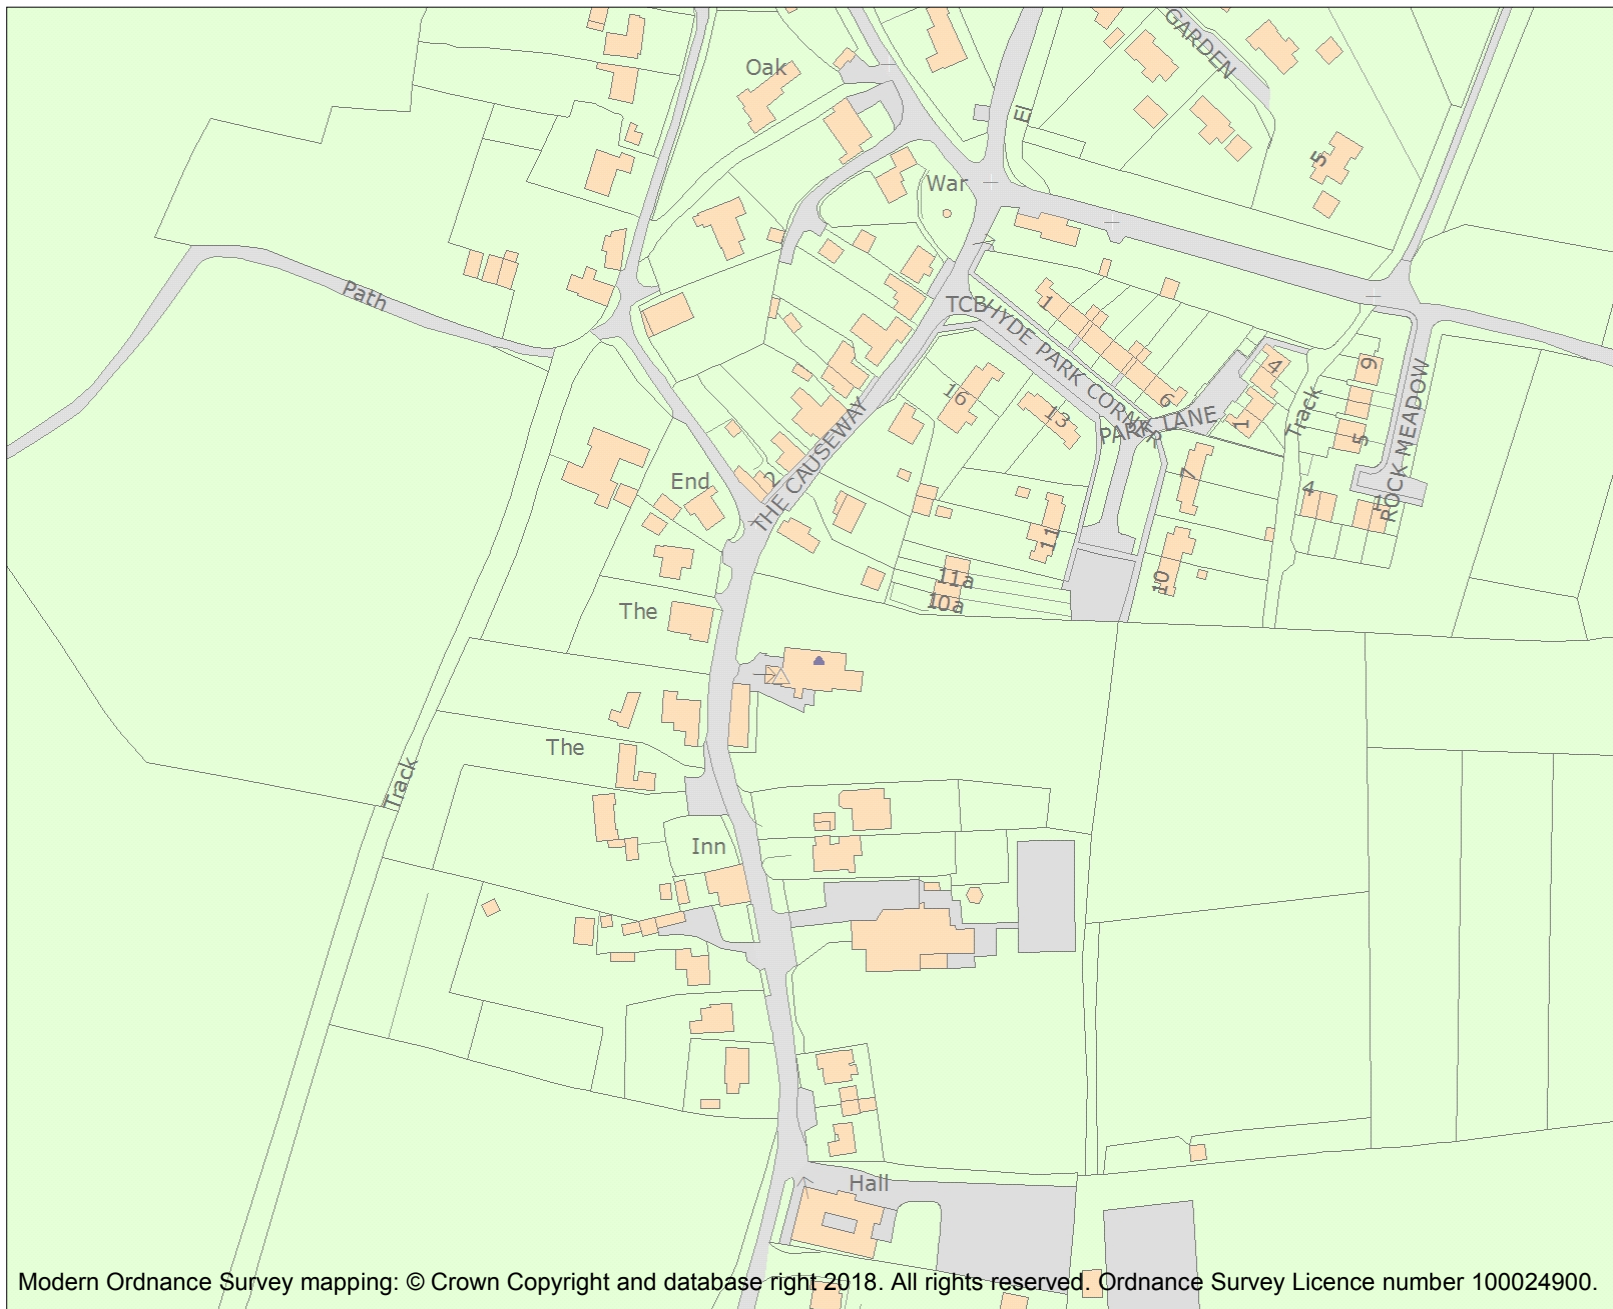 GARDEN
Oak
El
5
War
Path
TCB
HYDE PARK CORNER
1
16
13
6
4
9
Track
PARK LANE
1
5
ROCK MEADOW
THE CAUSEWAY
2
End
7
4
1
11
10
11a
10a
The
The
Track
Inn
Hall
Modern Ordnance Survey mapping: © Crown Copyright and database right 2018. All rights reserved. Ordnance Survey Licence number 100024900.